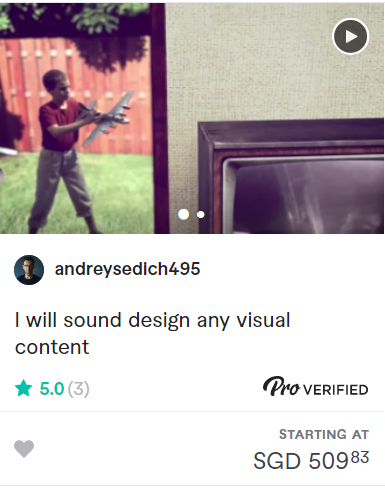 andreysedlch495
I will sound design any visual
content
5.0 (3)
Pro VERIFIED
STARTING AT
SGD 50983